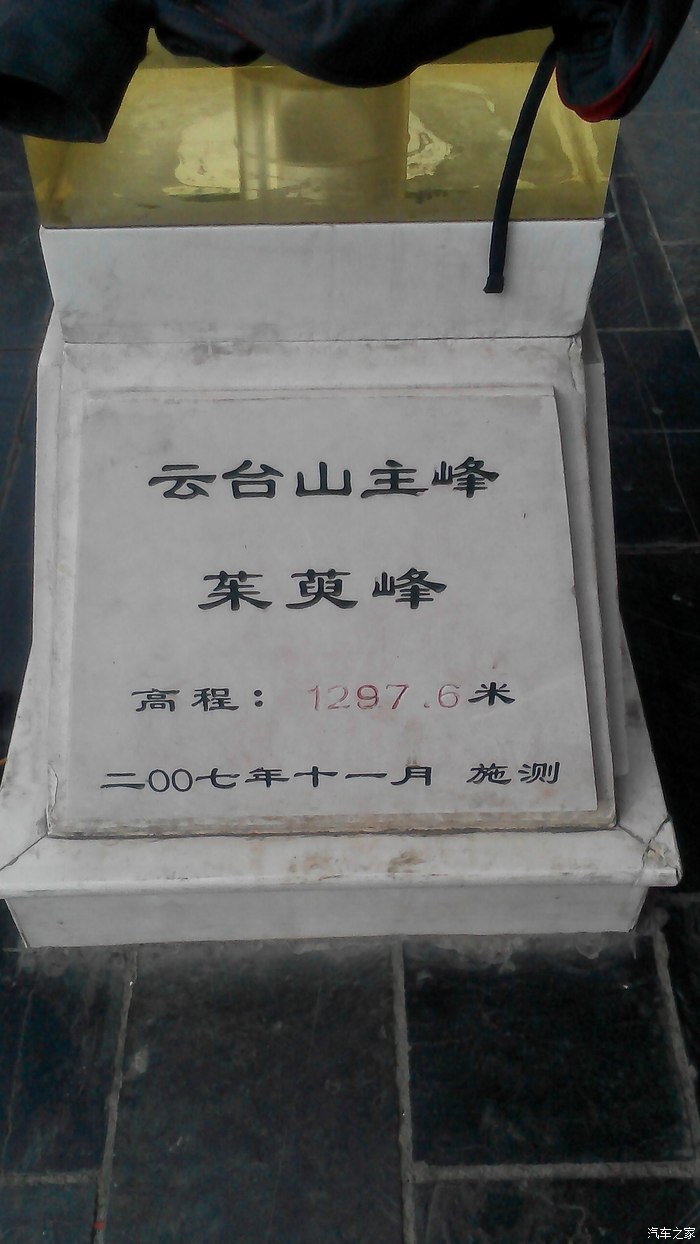 云台山主峰
茱萸峰
高程： 1297.6米
二00七年十一月 施测
汽车之家